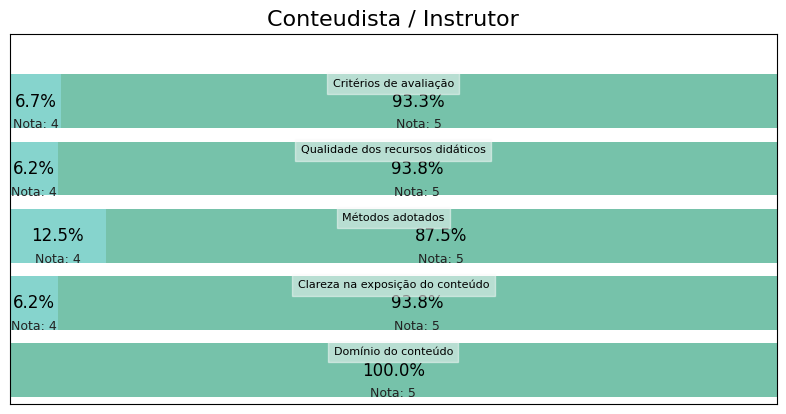 Conteudista / Instrutor
Critérios de avaliação
6.7% 93.3%
Nota: 4 Nota: 5
Qualidade dos recursos didáticos
6.2% 93.8%
Nota: 4 Nota: 5
Métodos adotados
12.5% 87.5%
Nota: 4 Nota: 5
Clareza na exposição do conteúdo
6.2% 93.8%
Nota: 4 Nota: 5
Domínio do conteúdo
100.0%
Nota: 5